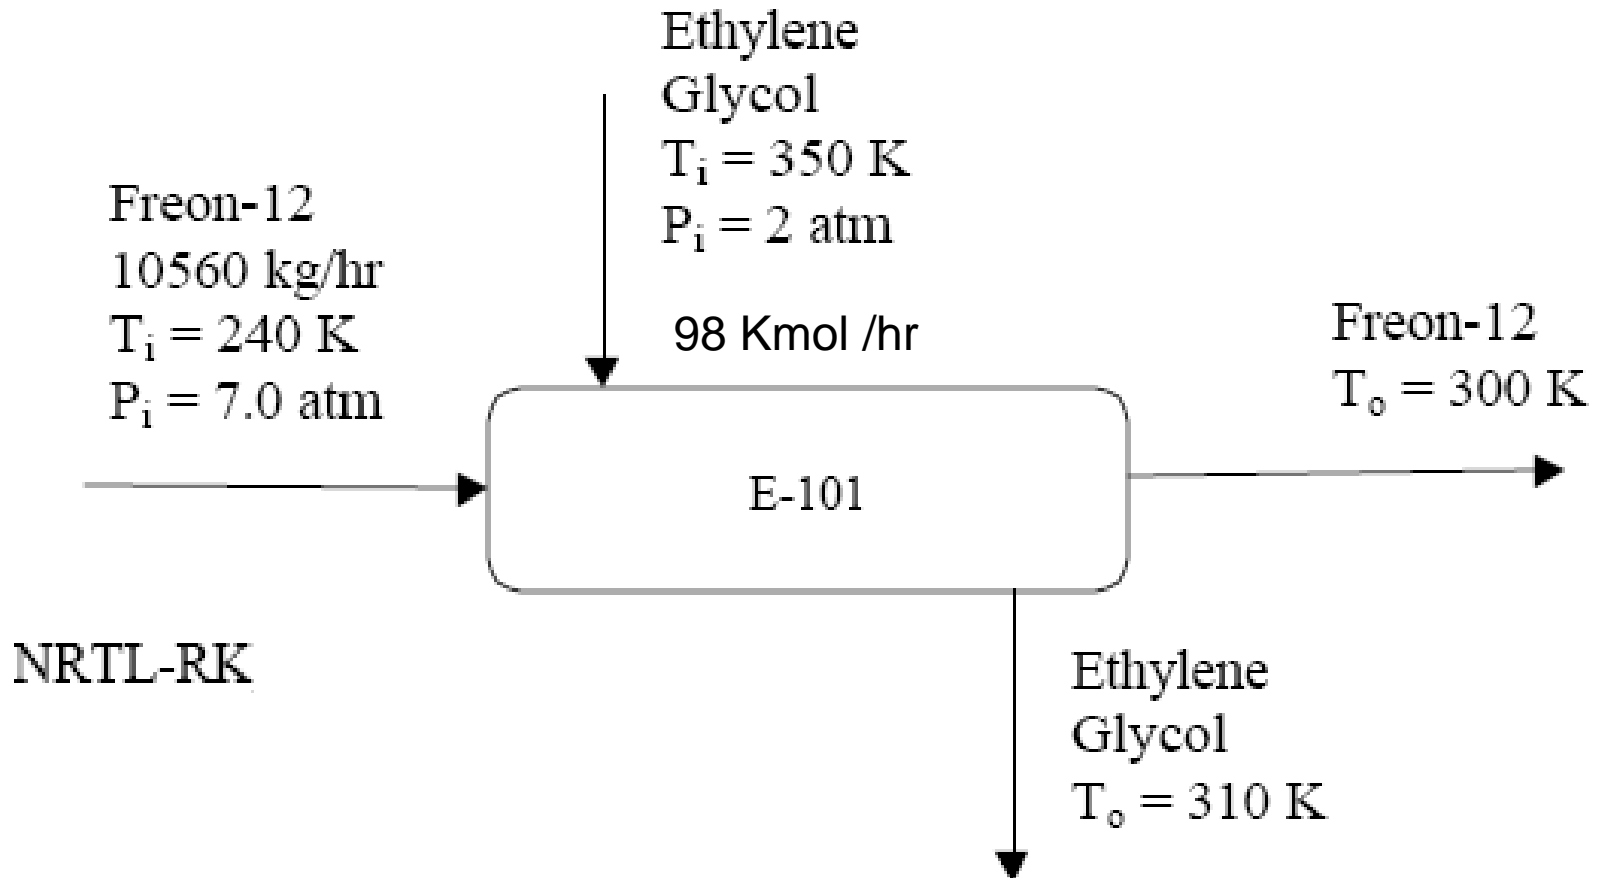 Ethylene
Glycol
Tᵢ = 350 K
Pᵢ = 2 atm
98 Kmol /hr
Freon-12
10560 kg/hr
Tᵢ = 240 K
Pᵢ = 7.0 atm
Freon-12
Tₒ = 300 K
E-101
NRTL-RK
Ethylene
Glycol
Tₒ = 310 K